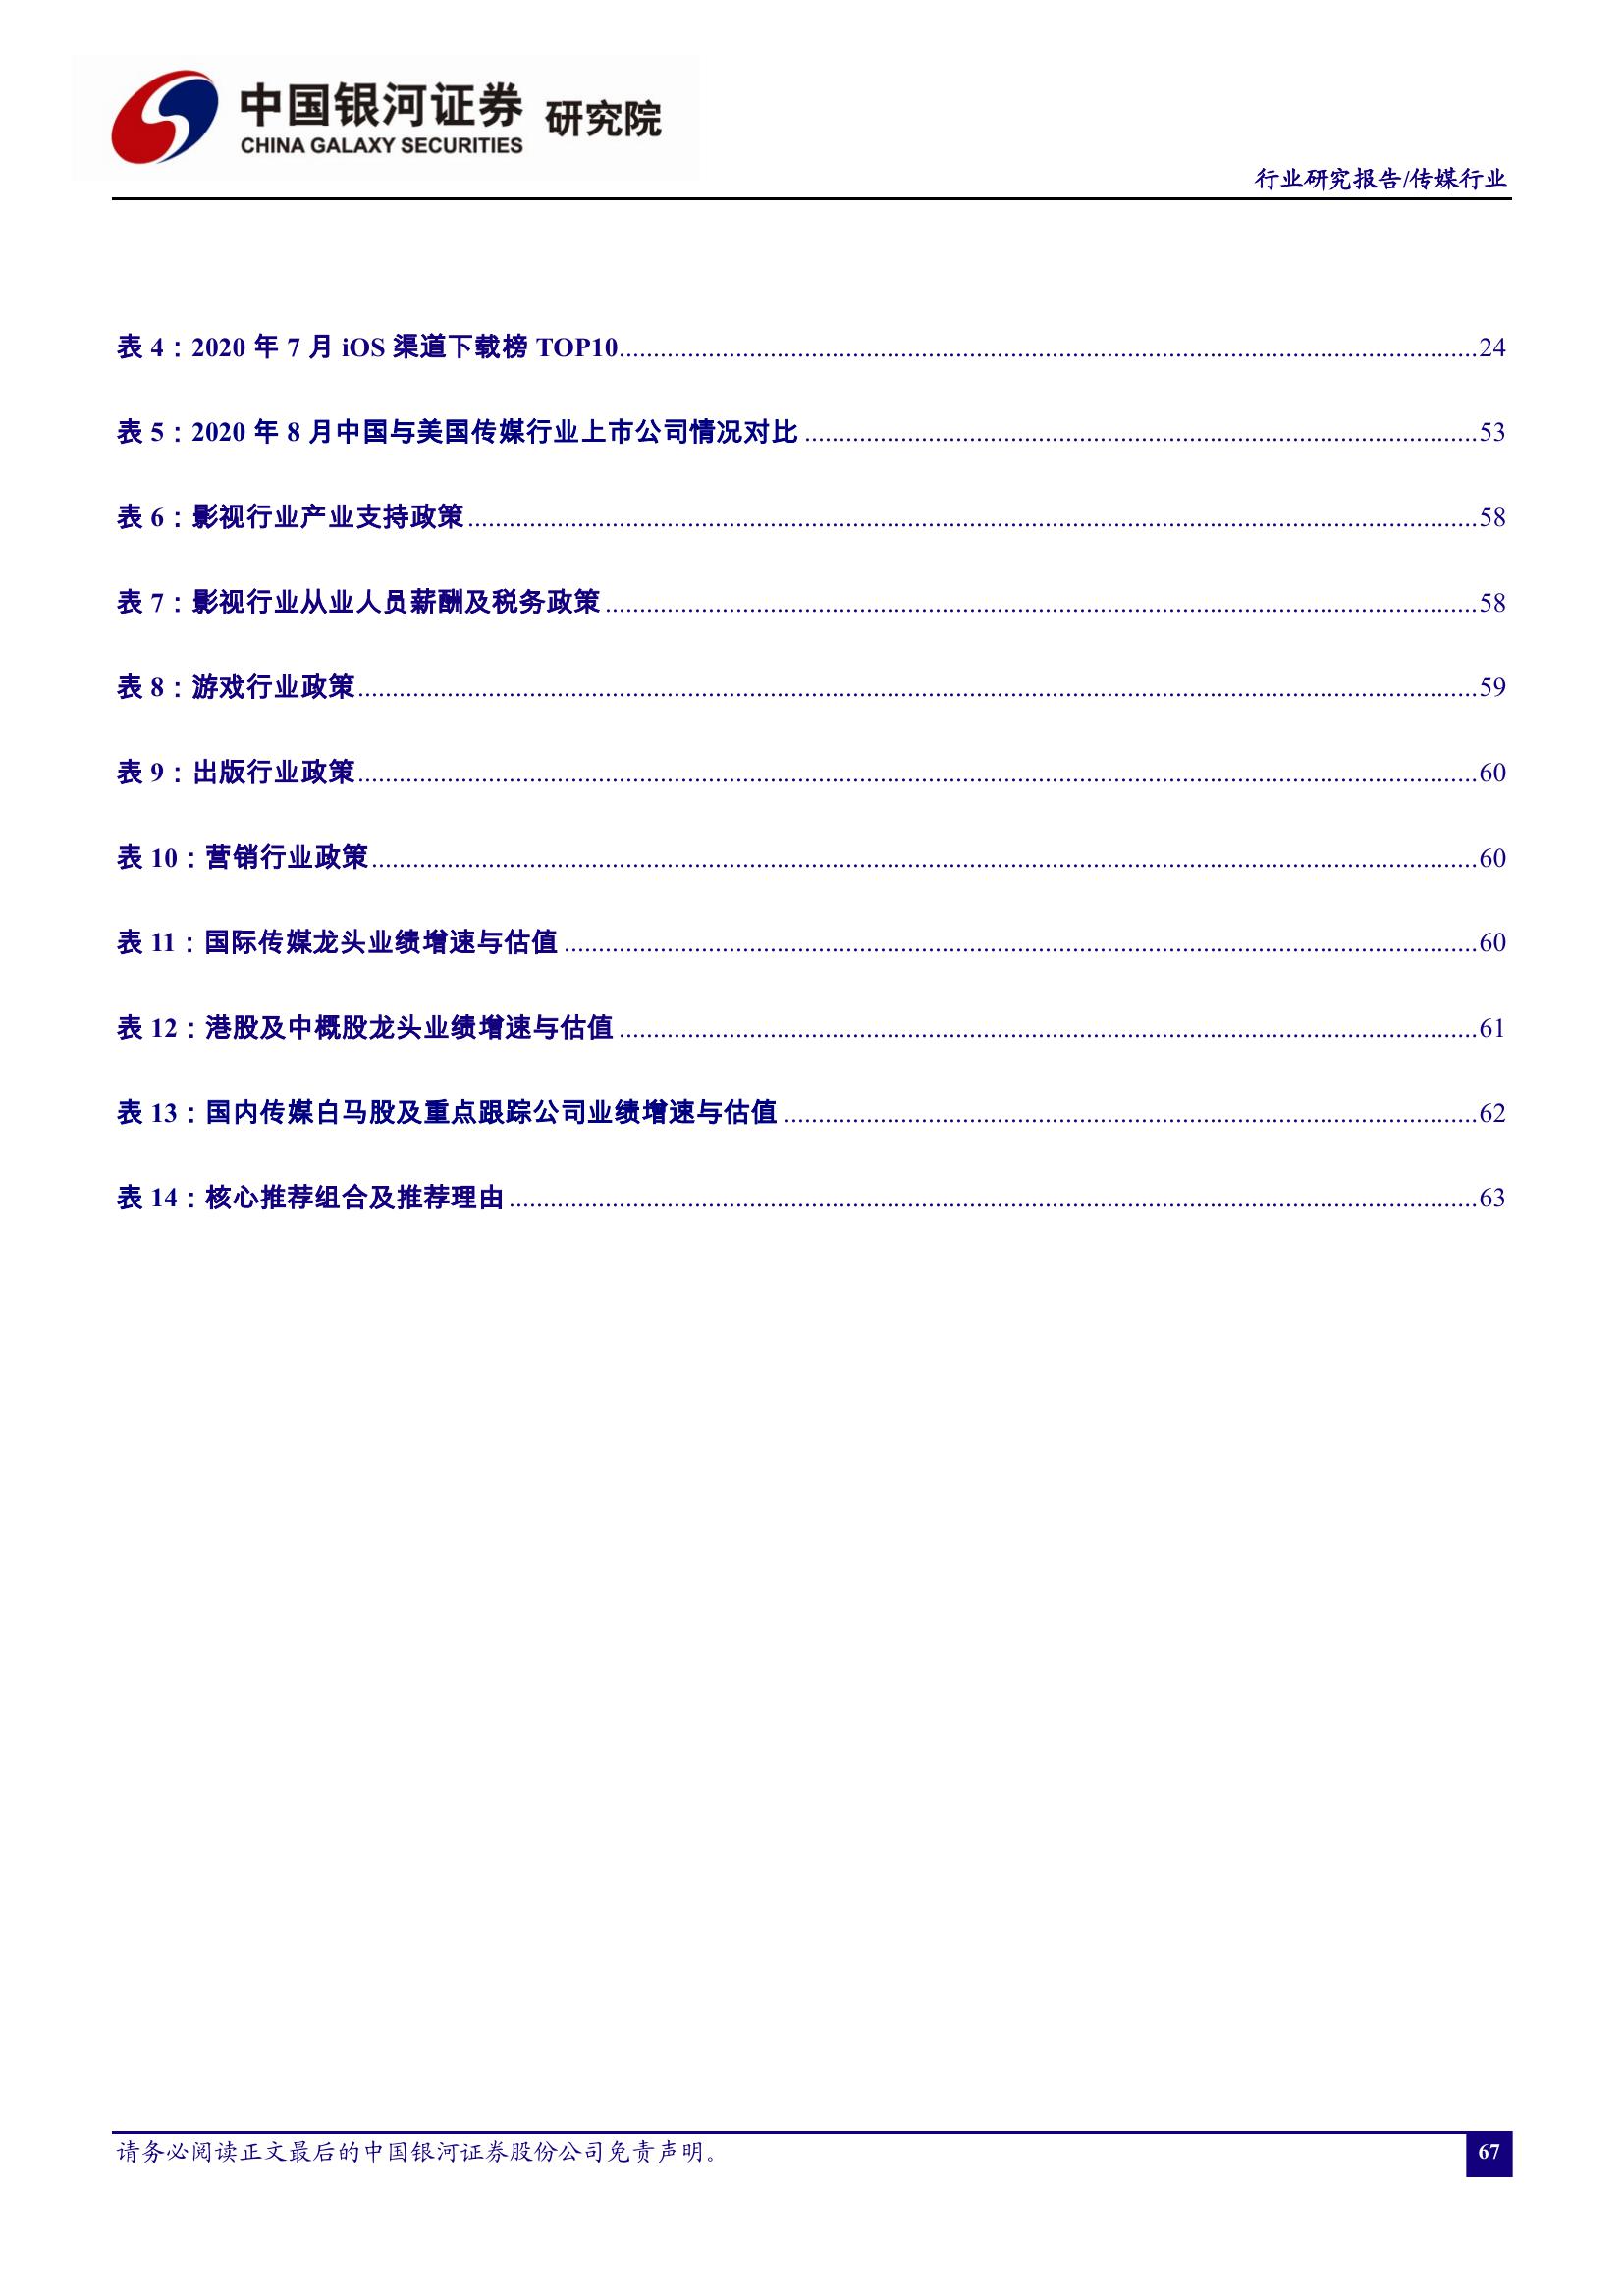 中国银河证券 研究院
CHINA GALAXY SECURITIES
行业研究报告/传媒行业
表 4：2020 年 7 月 iOS 渠道下载榜 TOP10........................24
表 5：2020 年 8 月中国与美国传媒行业上市公司情况对比........................53
表 6：影视行业产业支持政策........................58
表 7：影视行业从业人员薪酬及税务政策........................58
表 8：游戏行业政策........................59
表 9：出版行业政策........................60
表 10：营销行业政策........................60
表 11：国际传媒龙头业绩增速与估值........................60
表 12：港股及中概股龙头业绩增速与估值........................61
表 13：国内传媒白马股及重点跟踪公司业绩增速与估值........................62
表 14：核心推荐组合及推荐理由........................63
请务必阅读正文最后的中国银河证券股份公司免责声明。
67